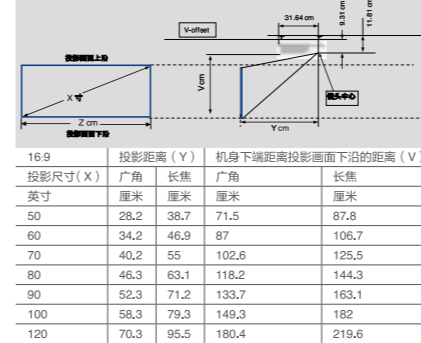 31.64 cm
9.31 cm
11.81 cm
V-offset
投影画面上沿
V cm
X 寸
镜头中心
Z cm
Y cm
投影画面下沿
16:9 投影距离（Y） 机身下端距离投影画面下沿的距离（V）
投影尺寸（X） 广角 长焦 广角 长焦
英寸 厘米 厘米 厘米 厘米
50 28.2 38.7 71.5 87.8
60 34.2 46.9 87 106.7
70 40.2 55 102.6 125.5
80 46.3 63.1 118.2 144.3
90 52.3 71.2 133.7 163.1
100 58.3 79.3 149.3 182
120 70.3 95.5 180.4 219.6